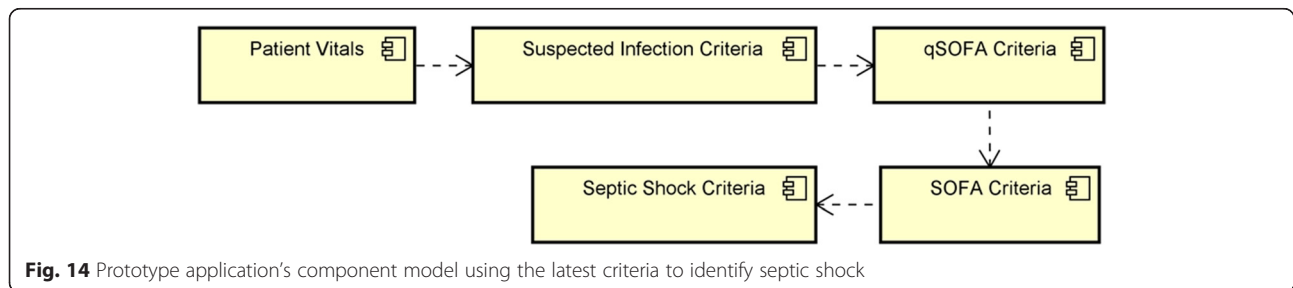 Patient Vitals
Suspected Infection Criteria
qSOFA Criteria
Septic Shock Criteria
SOFA Criteria
Fig. 14 Prototype application's component model using the latest criteria to identify septic shock